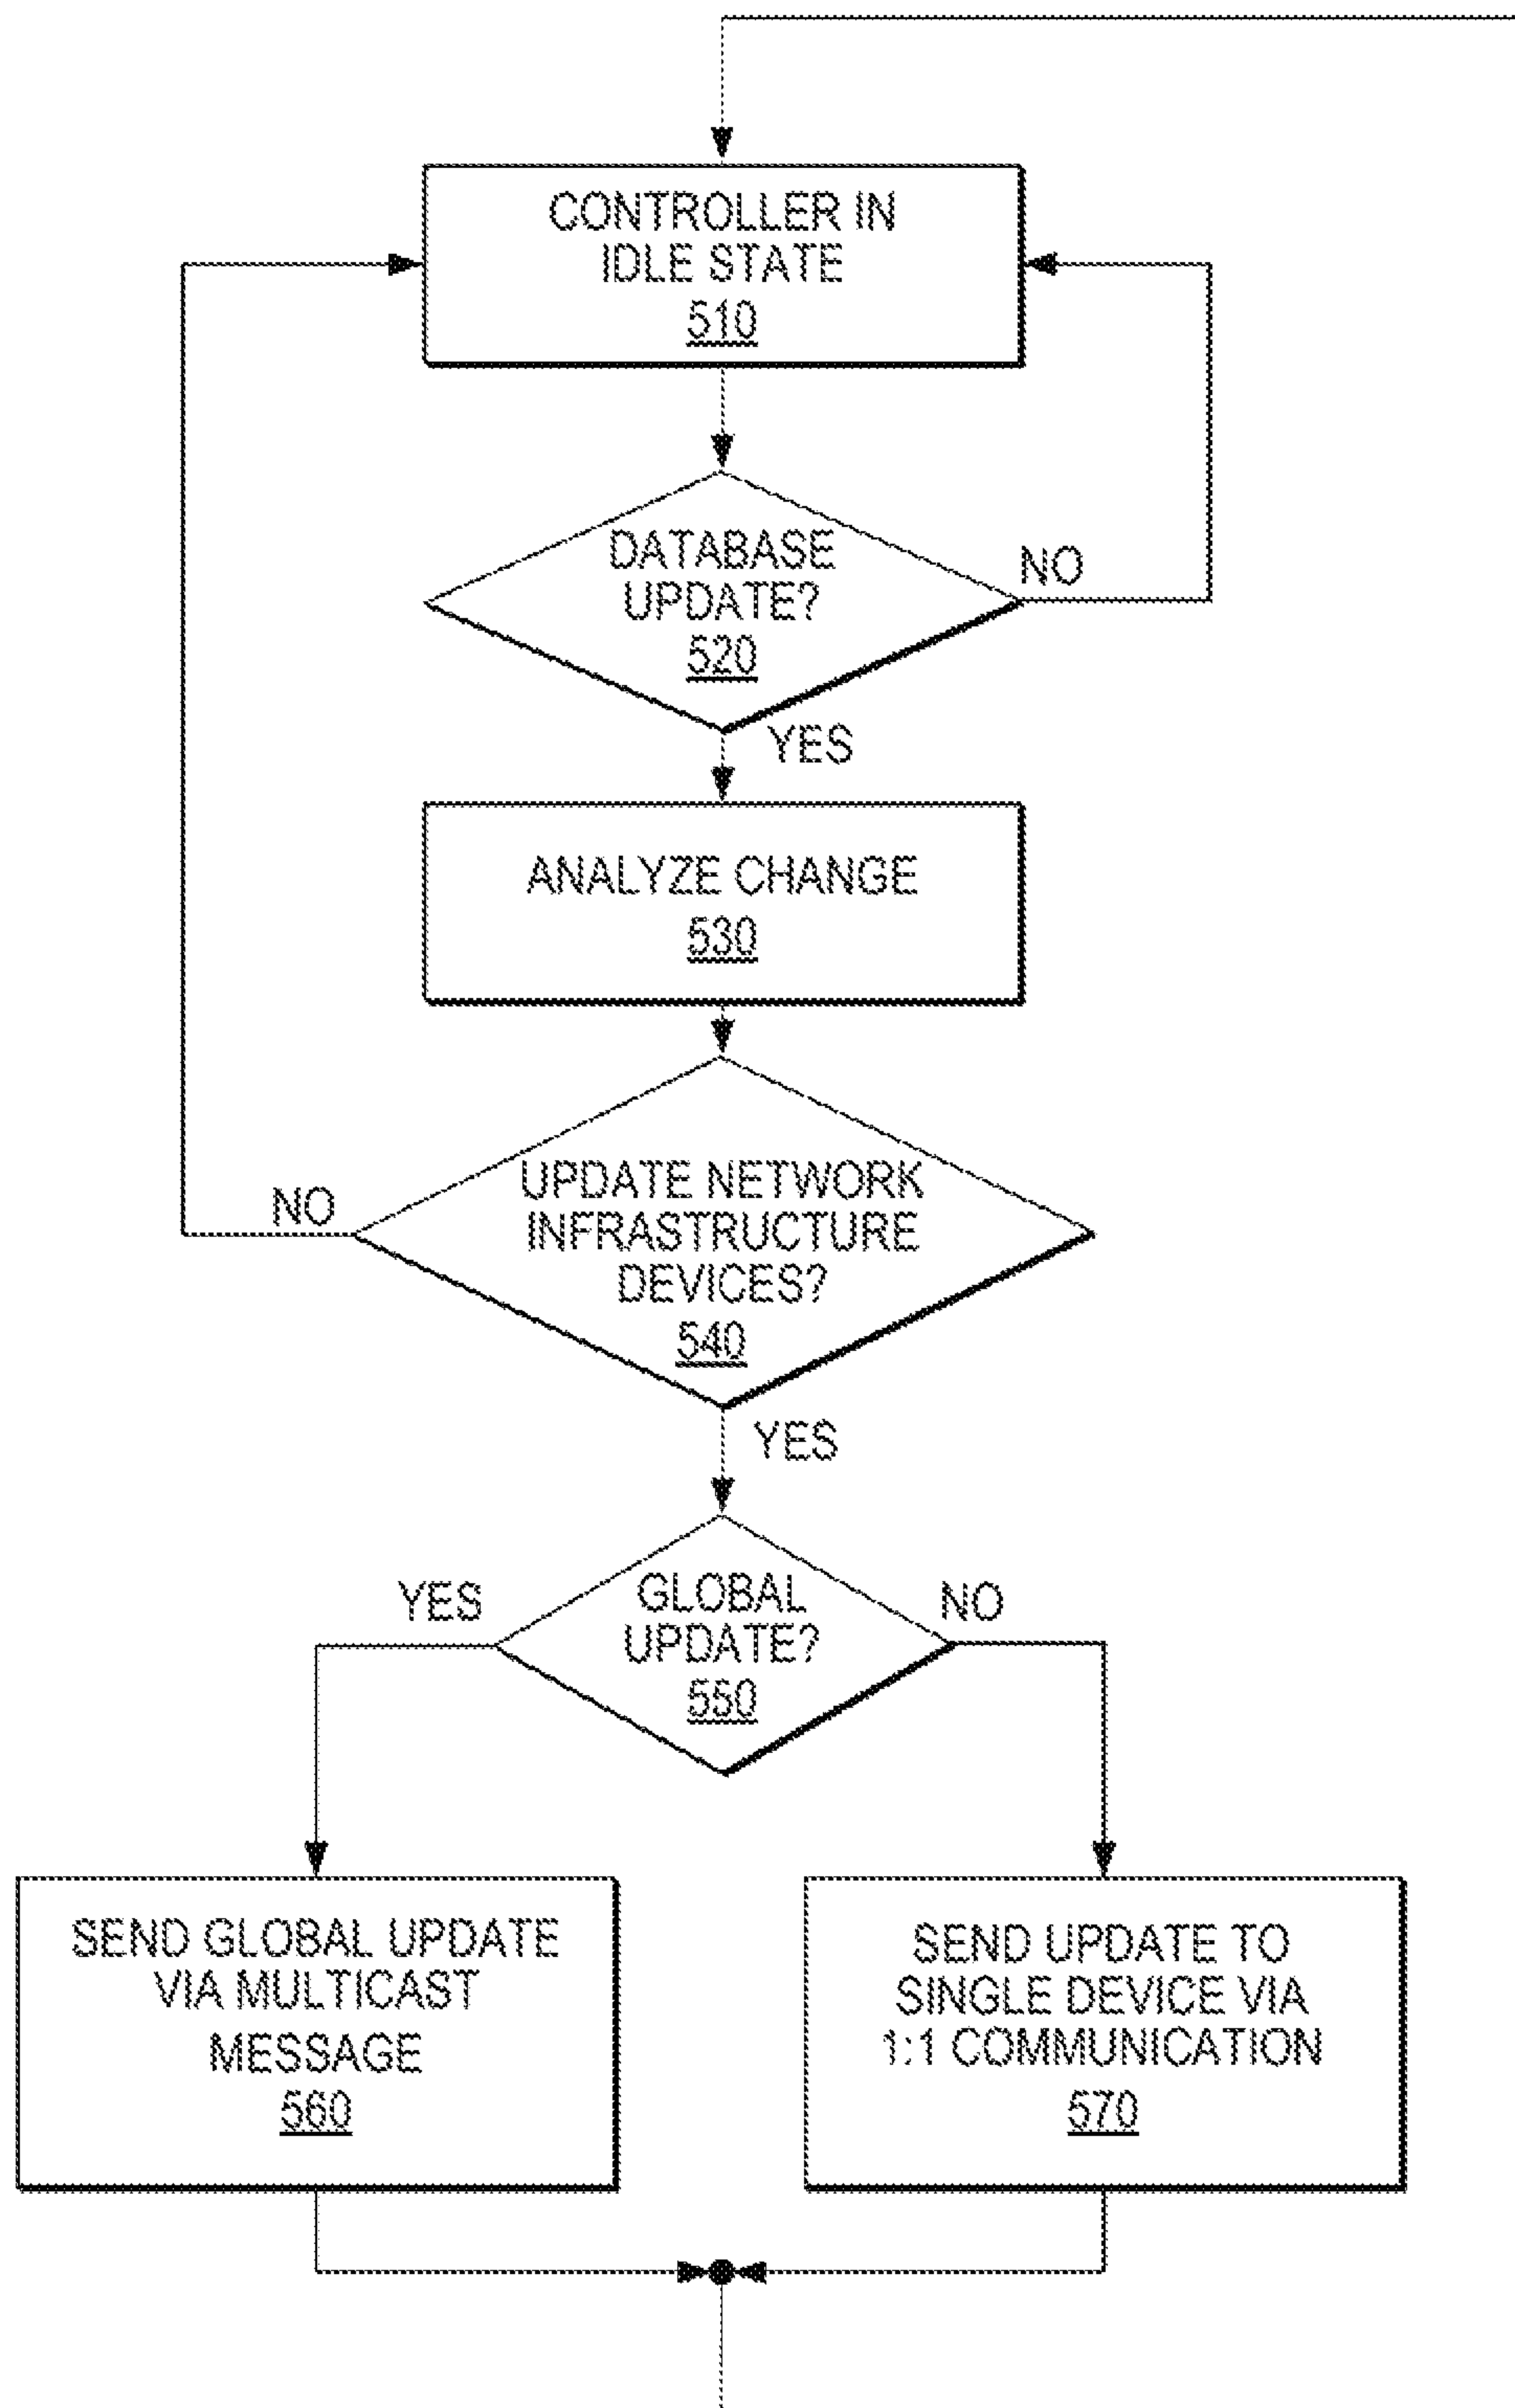 CONTROLLER IN
IDLE STATE
510
DATABASE
UPDATE?
520
NO
YES
ANALYZE CHANGE
530
UPDATE NETWORK
INFRASTRUCTURE
DEVICES?
540
NO
YES
GLOBAL
UPDATE?
550
YES
NO
SEND GLOBAL UPDATE
VIA MULTICAST
MESSAGE
560
SEND UPDATE TO
SINGLE DEVICE VIA
1:1 COMMUNICATION
570